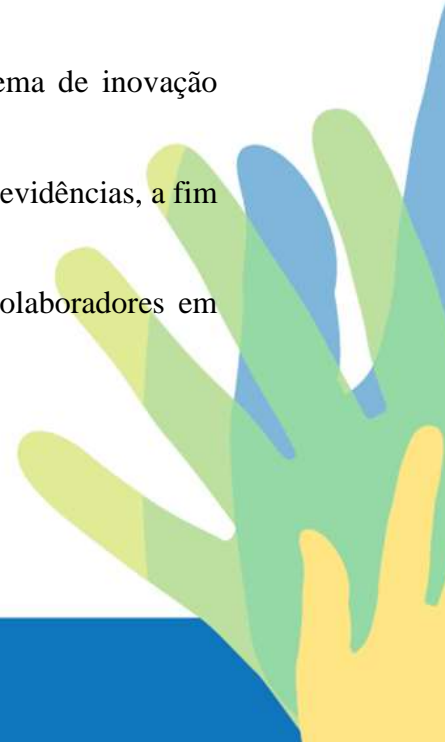 ema de inovação
evidências, a fim
olaboradores em